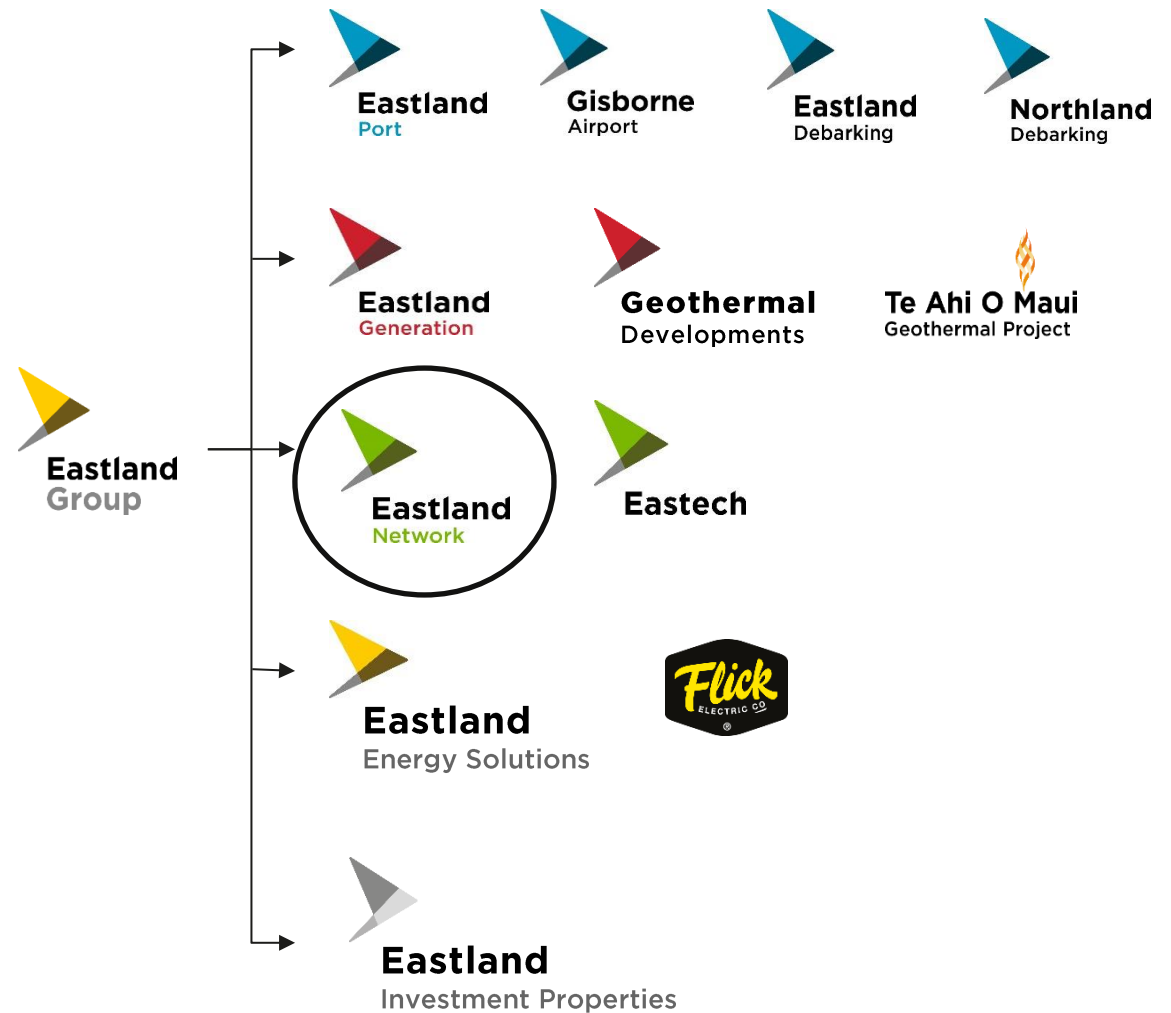 Eastland
Port
Gisborne
Airport
Eastland
Debarking
Northland
Debarking
Eastland
Generation
Geothermal
Developments
Te Ahi O Maui
Geothermal Project
Eastland
Group
Eastland
Network
Eastech
Eastland
Energy Solutions
Flick
ELECTRIC CO
®
Eastland
Investment Properties